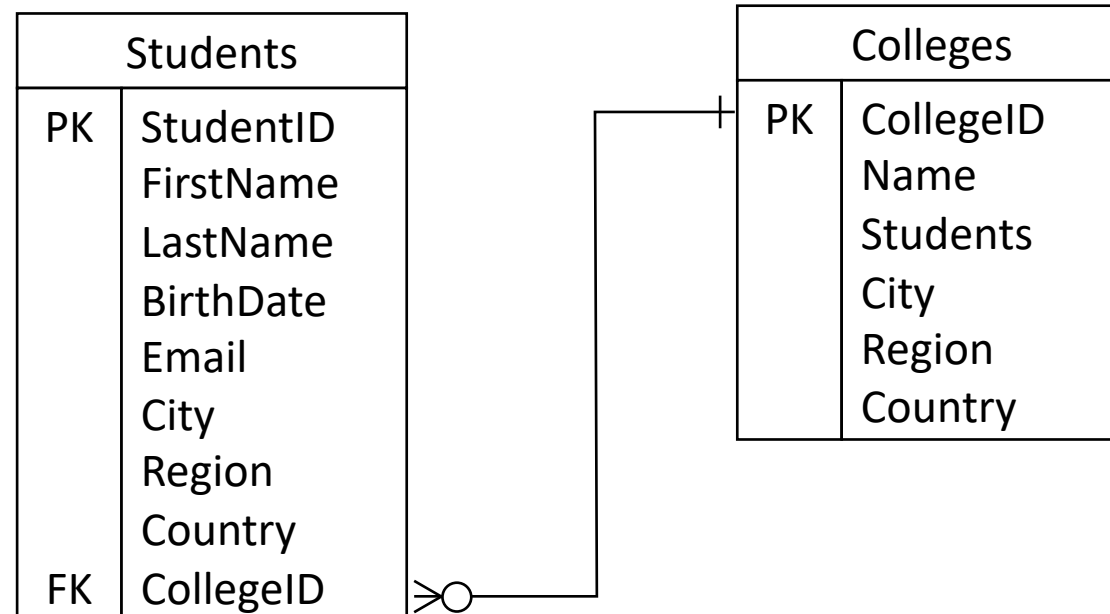 Students
PK StudentID
FirstName
LastName
BirthDate
Email
City
Region
Country
FK CollegeID
Colleges
PK CollegeID
Name
Students
City
Region
Country